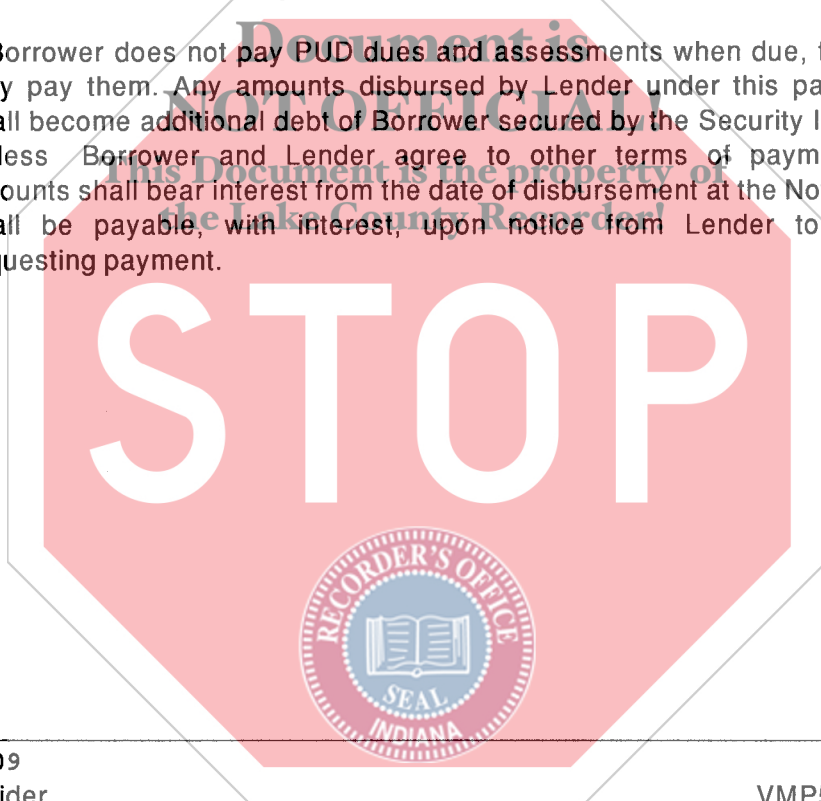 Document is
Borrower does not pay PUD dues and assessments when due,
y pay them. Any amounts disbursed by Lender under this pa
NOT OFFICIAL!
all become additional debt of Borrower secured by the Security I
less Borrower and Lender agree to other terms of paym
This Document is the property of
ounts shall bear interest from the date of disbursement at the No
the Lake County Recorder!
all be payable, with interest, upon notice from Lender to
questing payment.
STOP
RECORDER'S OFFICE
SEAL
INDIANA
09
ider
VMP5